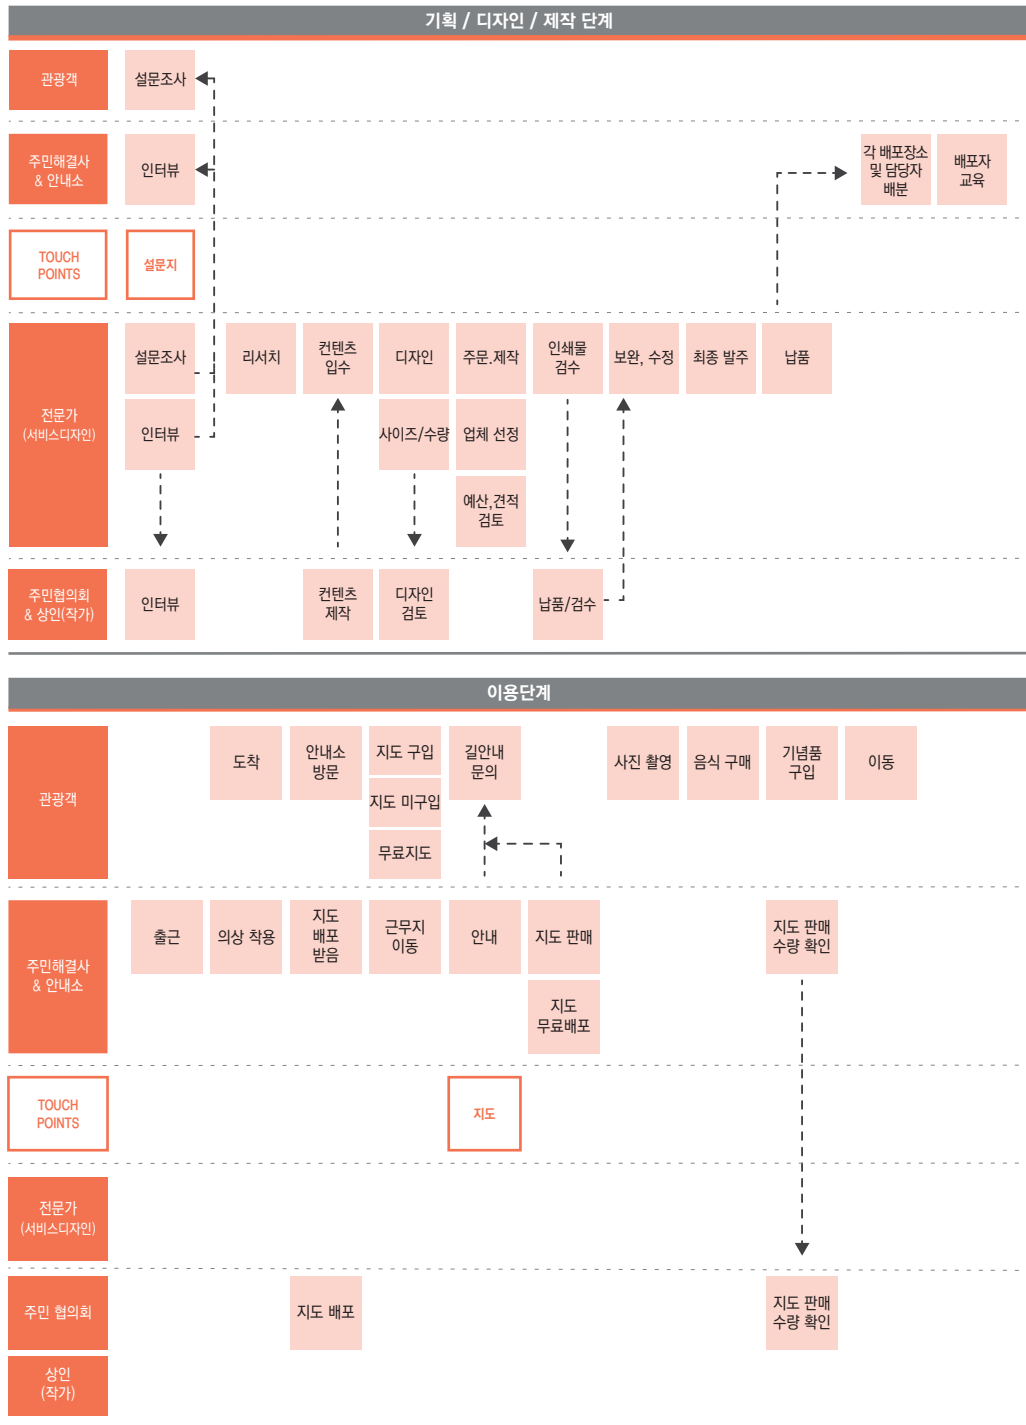 기획 / 디자인 / 제작 단계
관광객
설문조사
주민해결사
& 안내소
인터뷰
각 배포장소
및 담당자
배분
배포자
교육
TOUCH
POINTS
설문지
전문가
(서비스디자인)
설문조사
리서치
컨텐츠
입수
디자인
주문.제작
인쇄물
검수
보완, 수정
최종 발주
납품
인터뷰
사이즈/수량
업체 선정
예산,견적
검토
주민협의회
& 상인(작가)
인터뷰
컨텐츠
제작
디자인
검토
납품/검수
이용단계
관광객
도착
안내소
방문
지도 구입
지도 미구입
무료지도
길안내
문의
사진 촬영
음식 구매
기념품
구입
이동
주민해결사
& 안내소
출근
의상 착용
지도
배포
받음
근무지
이동
안내
지도 판매
지도
무료배포
지도 판매
수량 확인
TOUCH
POINTS
지도
전문가
(서비스디자인)
주민 협의회
지도 배포
지도 판매
수량 확인
상인
(작가)